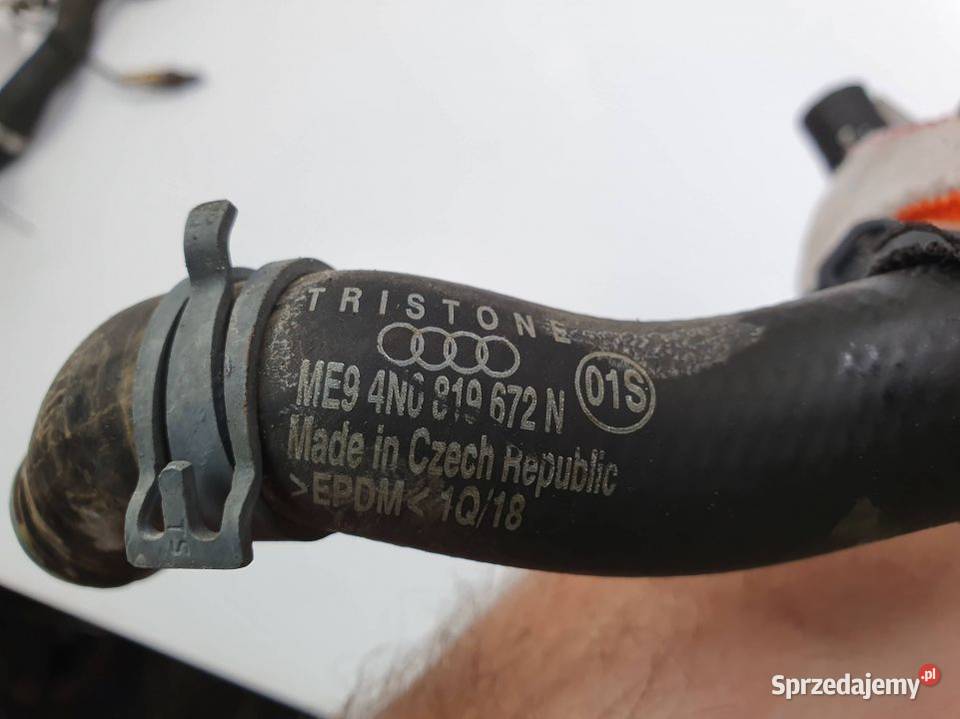 TRISTONE
ME9 4N0 819 672 N 01S
Made in Czech Republic
>EPDM< 1Q/18
Sprzedajemy.pl